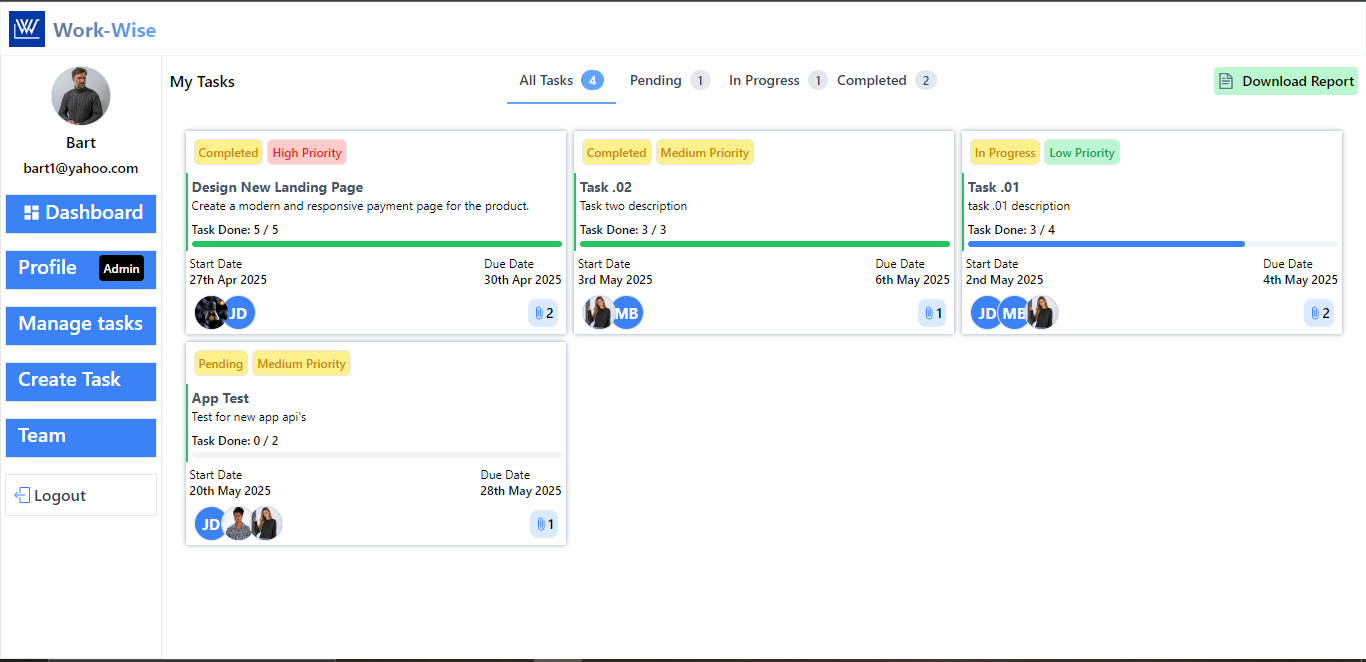 Work-Wise
Bart
bart1@yahoo.com
Dashboard
Profile Admin
Manage tasks
Create Task
Team
Logout
My Tasks
All Tasks 4 Pending 1 In Progress 1 Completed 2
Download Report
Completed High Priority
Design New Landing Page
Create a modern and responsive payment page for the product.
Task Done: 5 / 5
Start Date Due Date
27th Apr 2025 30th Apr 2025
JD 2
Completed Medium Priority
Task .02
Task two description
Task Done: 3 / 3
Start Date Due Date
3rd May 2025 6th May 2025
MB 1
In Progress Low Priority
Task .01
task .01 description
Task Done: 3 / 4
Start Date Due Date
2nd May 2025 4th May 2025
JD MB 2
Pending Medium Priority
App Test
Test for new app api's
Task Done: 0 / 2
Start Date Due Date
20th May 2025 28th May 2025
JD 1